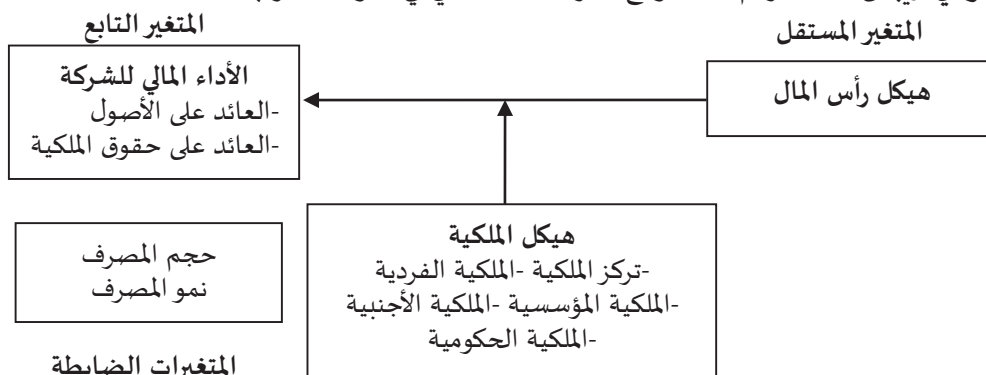 المتغير المستقل
المتغير التابع
هيكل رأس المال
الأداء المالي للشركة
-العائد على الأصول
-العائد على حقوق الملكية
هيكل الملكية
-تركز الملكية -الملكية الفردية
-الملكية المؤسسية -الملكية الأجنبية
-الملكية الحكومية
حجم المصرف
نمو المصرف
المتغيرات الضابطة